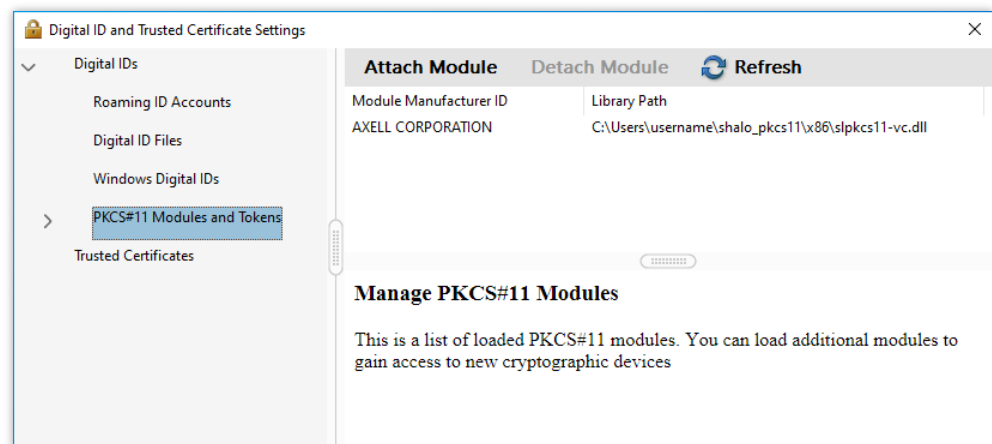 Digital ID and Trusted Certificate Settings
Digital IDs
Roaming ID Accounts
Digital ID Files
Windows Digital IDs
PKCS#11 Modules and Tokens
Trusted Certificates
Attach Module Detach Module Refresh
Module Manufacturer ID Library Path
AXELL CORPORATION C:\Users\username\shalo_pkcs11\x86\slpkcs11-vc.dll
Manage PKCS#11 Modules
This is a list of loaded PKCS#11 modules. You can load additional modules to
gain access to new cryptographic devices